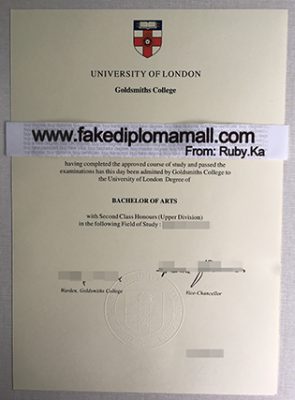 UNIVERSITY OF LONDON
Goldsmiths College
www.fakediplomamall.com
From: Ruby.Ka
having completed the approved course of study and passed the
examinations has this day been admitted by Goldsmiths College to
the University of London Degree of
BACHELOR OF ARTS
with Second Class Honours (Upper Division)
in the following Field of Study :
Warden, Goldsmiths College
Vice-Chancellor